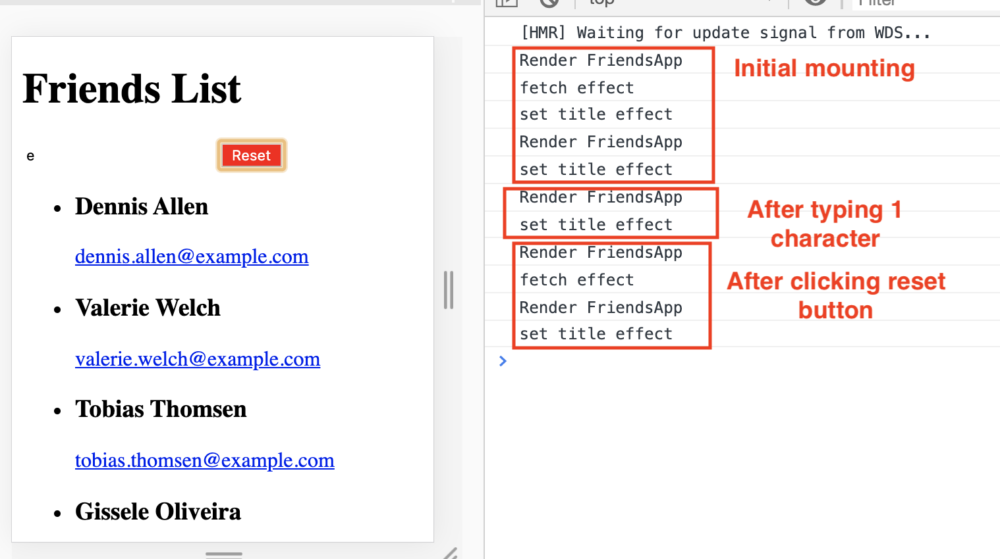 Friends List
e
Reset
Dennis Allen
dennis.allen@example.com
Valerie Welch
valerie.welch@example.com
Tobias Thomsen
tobias.thomsen@example.com
Gissele Oliveira
top
Filter
[HMR] Waiting for update signal from WDS...
Render FriendsApp
fetch effect
set title effect
Render FriendsApp
set title effect
Initial mounting
Render FriendsApp
set title effect
After typing 1
character
Render FriendsApp
fetch effect
Render FriendsApp
set title effect
After clicking reset
button